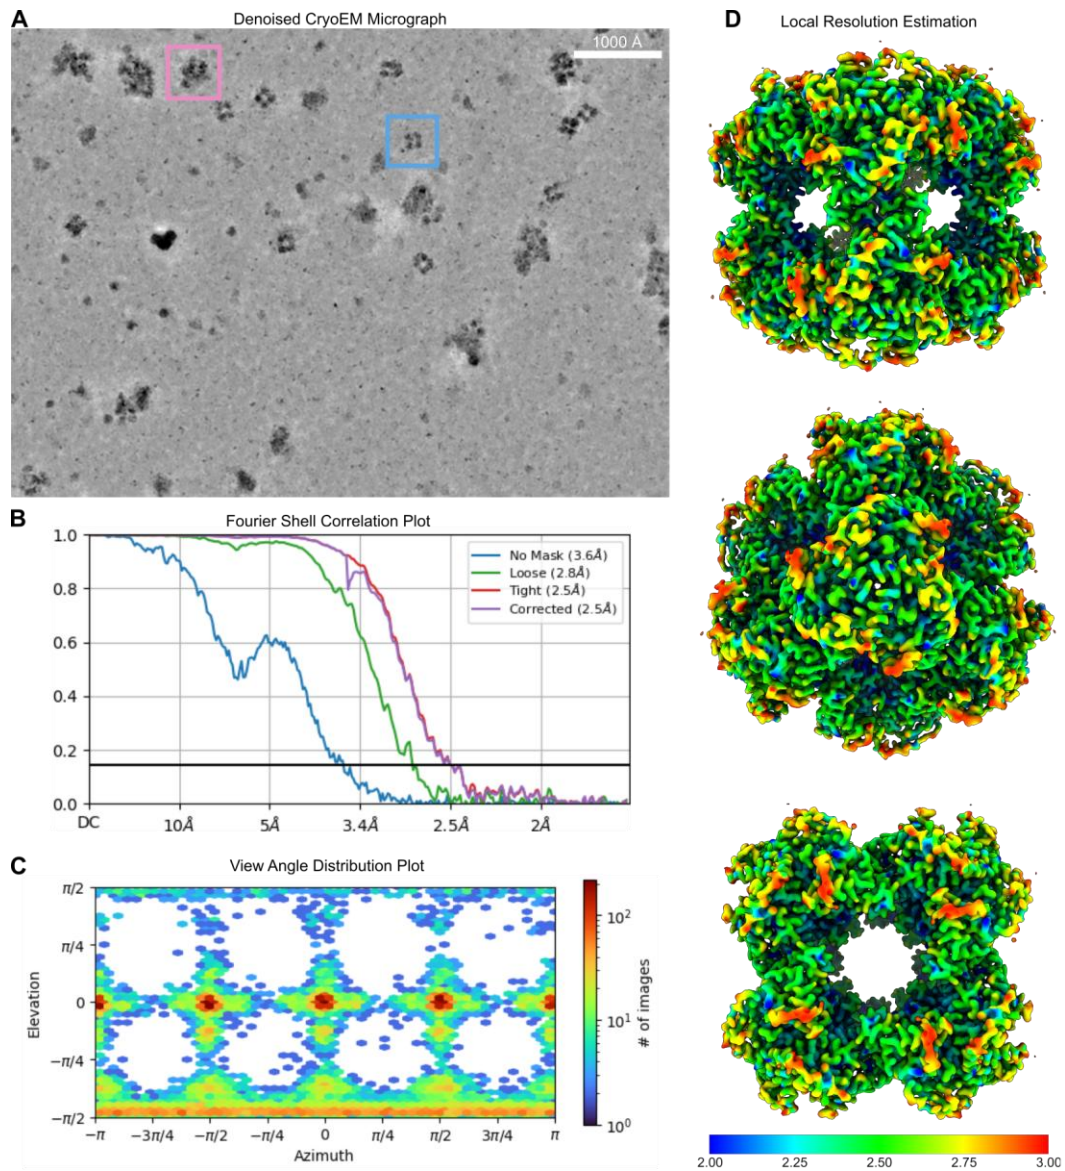 A
Denoised CryoEM Micrograph
1000 Å
B
Fourier Shell Correlation Plot
1.0
0.8
0.6
0.4
0.2
0.0
DC
10Å
5Å
3.4Å
2.5Å
2Å
No Mask (3.6Å)
Loose (2.8Å)
Tight (2.5Å)
Corrected (2.5Å)
C
View Angle Distribution Plot
Elevation
π/2
π/4
0
−π/4
−π/2
−π
−3π/4
−π/2
−π/4
0
π/4
π/2
3π/4
π
Azimuth
10²
10¹
10⁰
# of images
D
Local Resolution Estimation
2.00
2.25
2.50
2.75
3.00